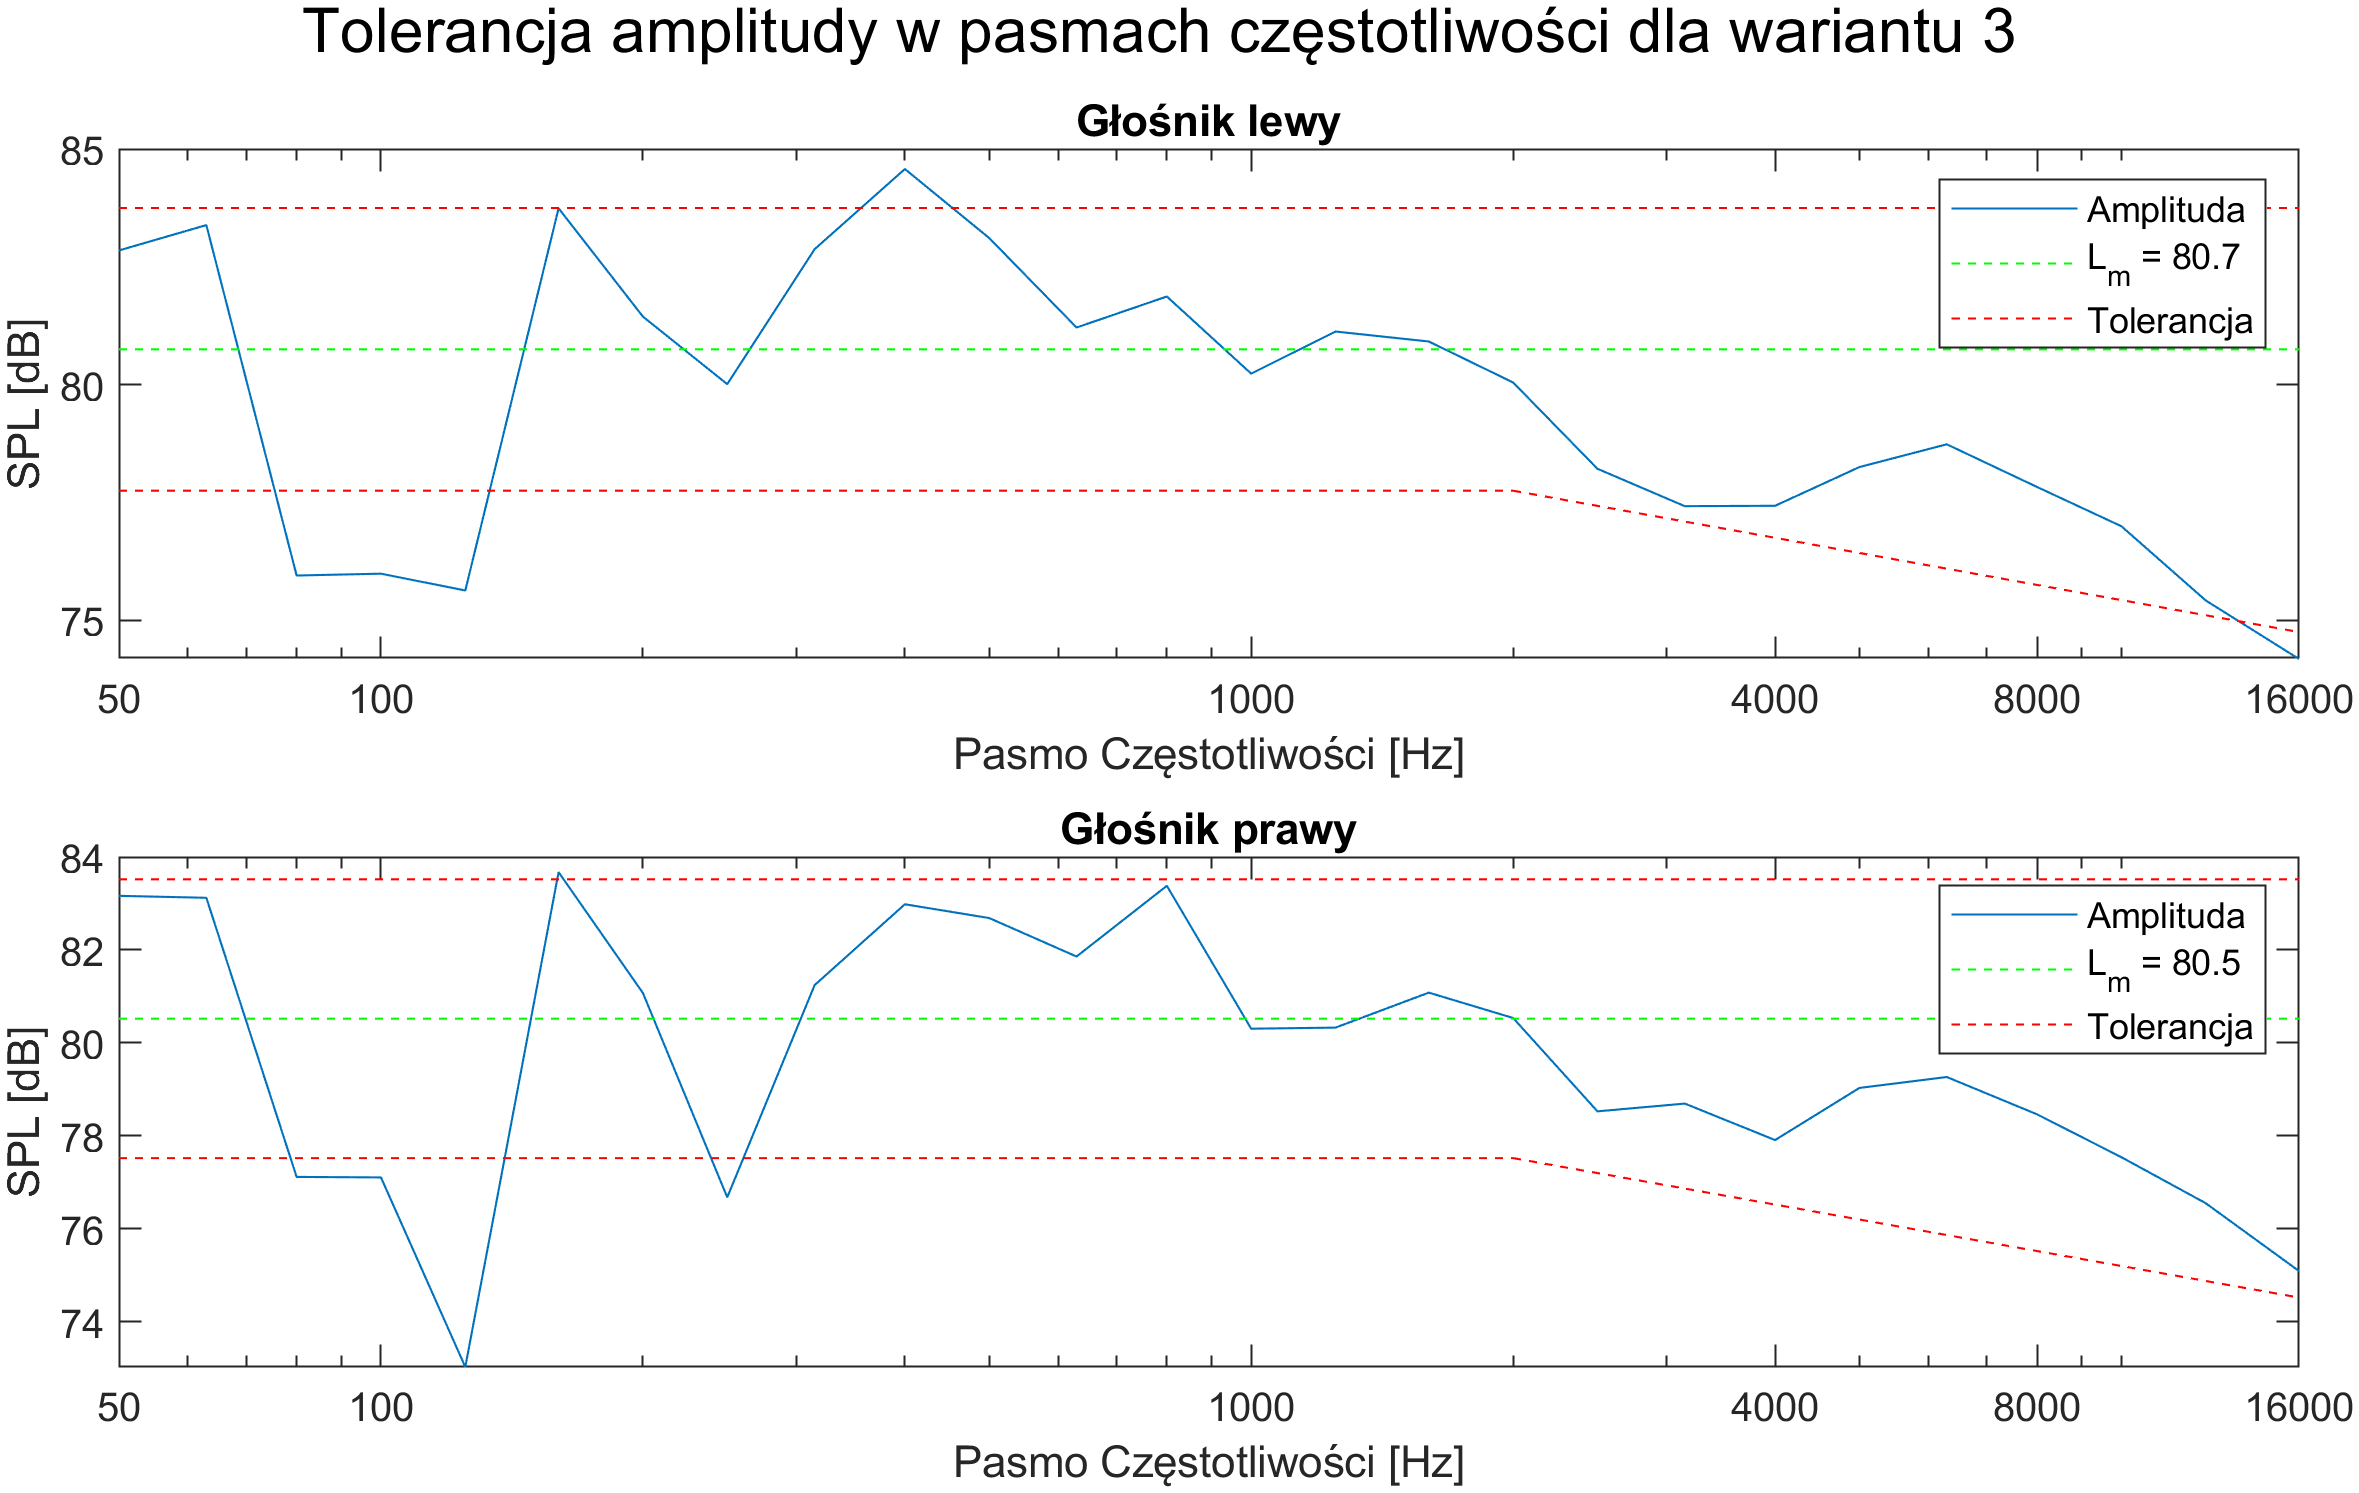 Tolerancja amplitudy w pasmach częstotliwości dla wariantu 3
Głośnik lewy
85
80
75
SPL [dB]
Amplituda
Lm = 80.7
Tolerancja
50 100 1000 4000 8000 16000
Pasmo Częstotliwości [Hz]
Głośnik prawy
84
82
80
78
76
74
SPL [dB]
Amplituda
Lm = 80.5
Tolerancja
50 100 1000 4000 8000 16000
Pasmo Częstotliwości [Hz]